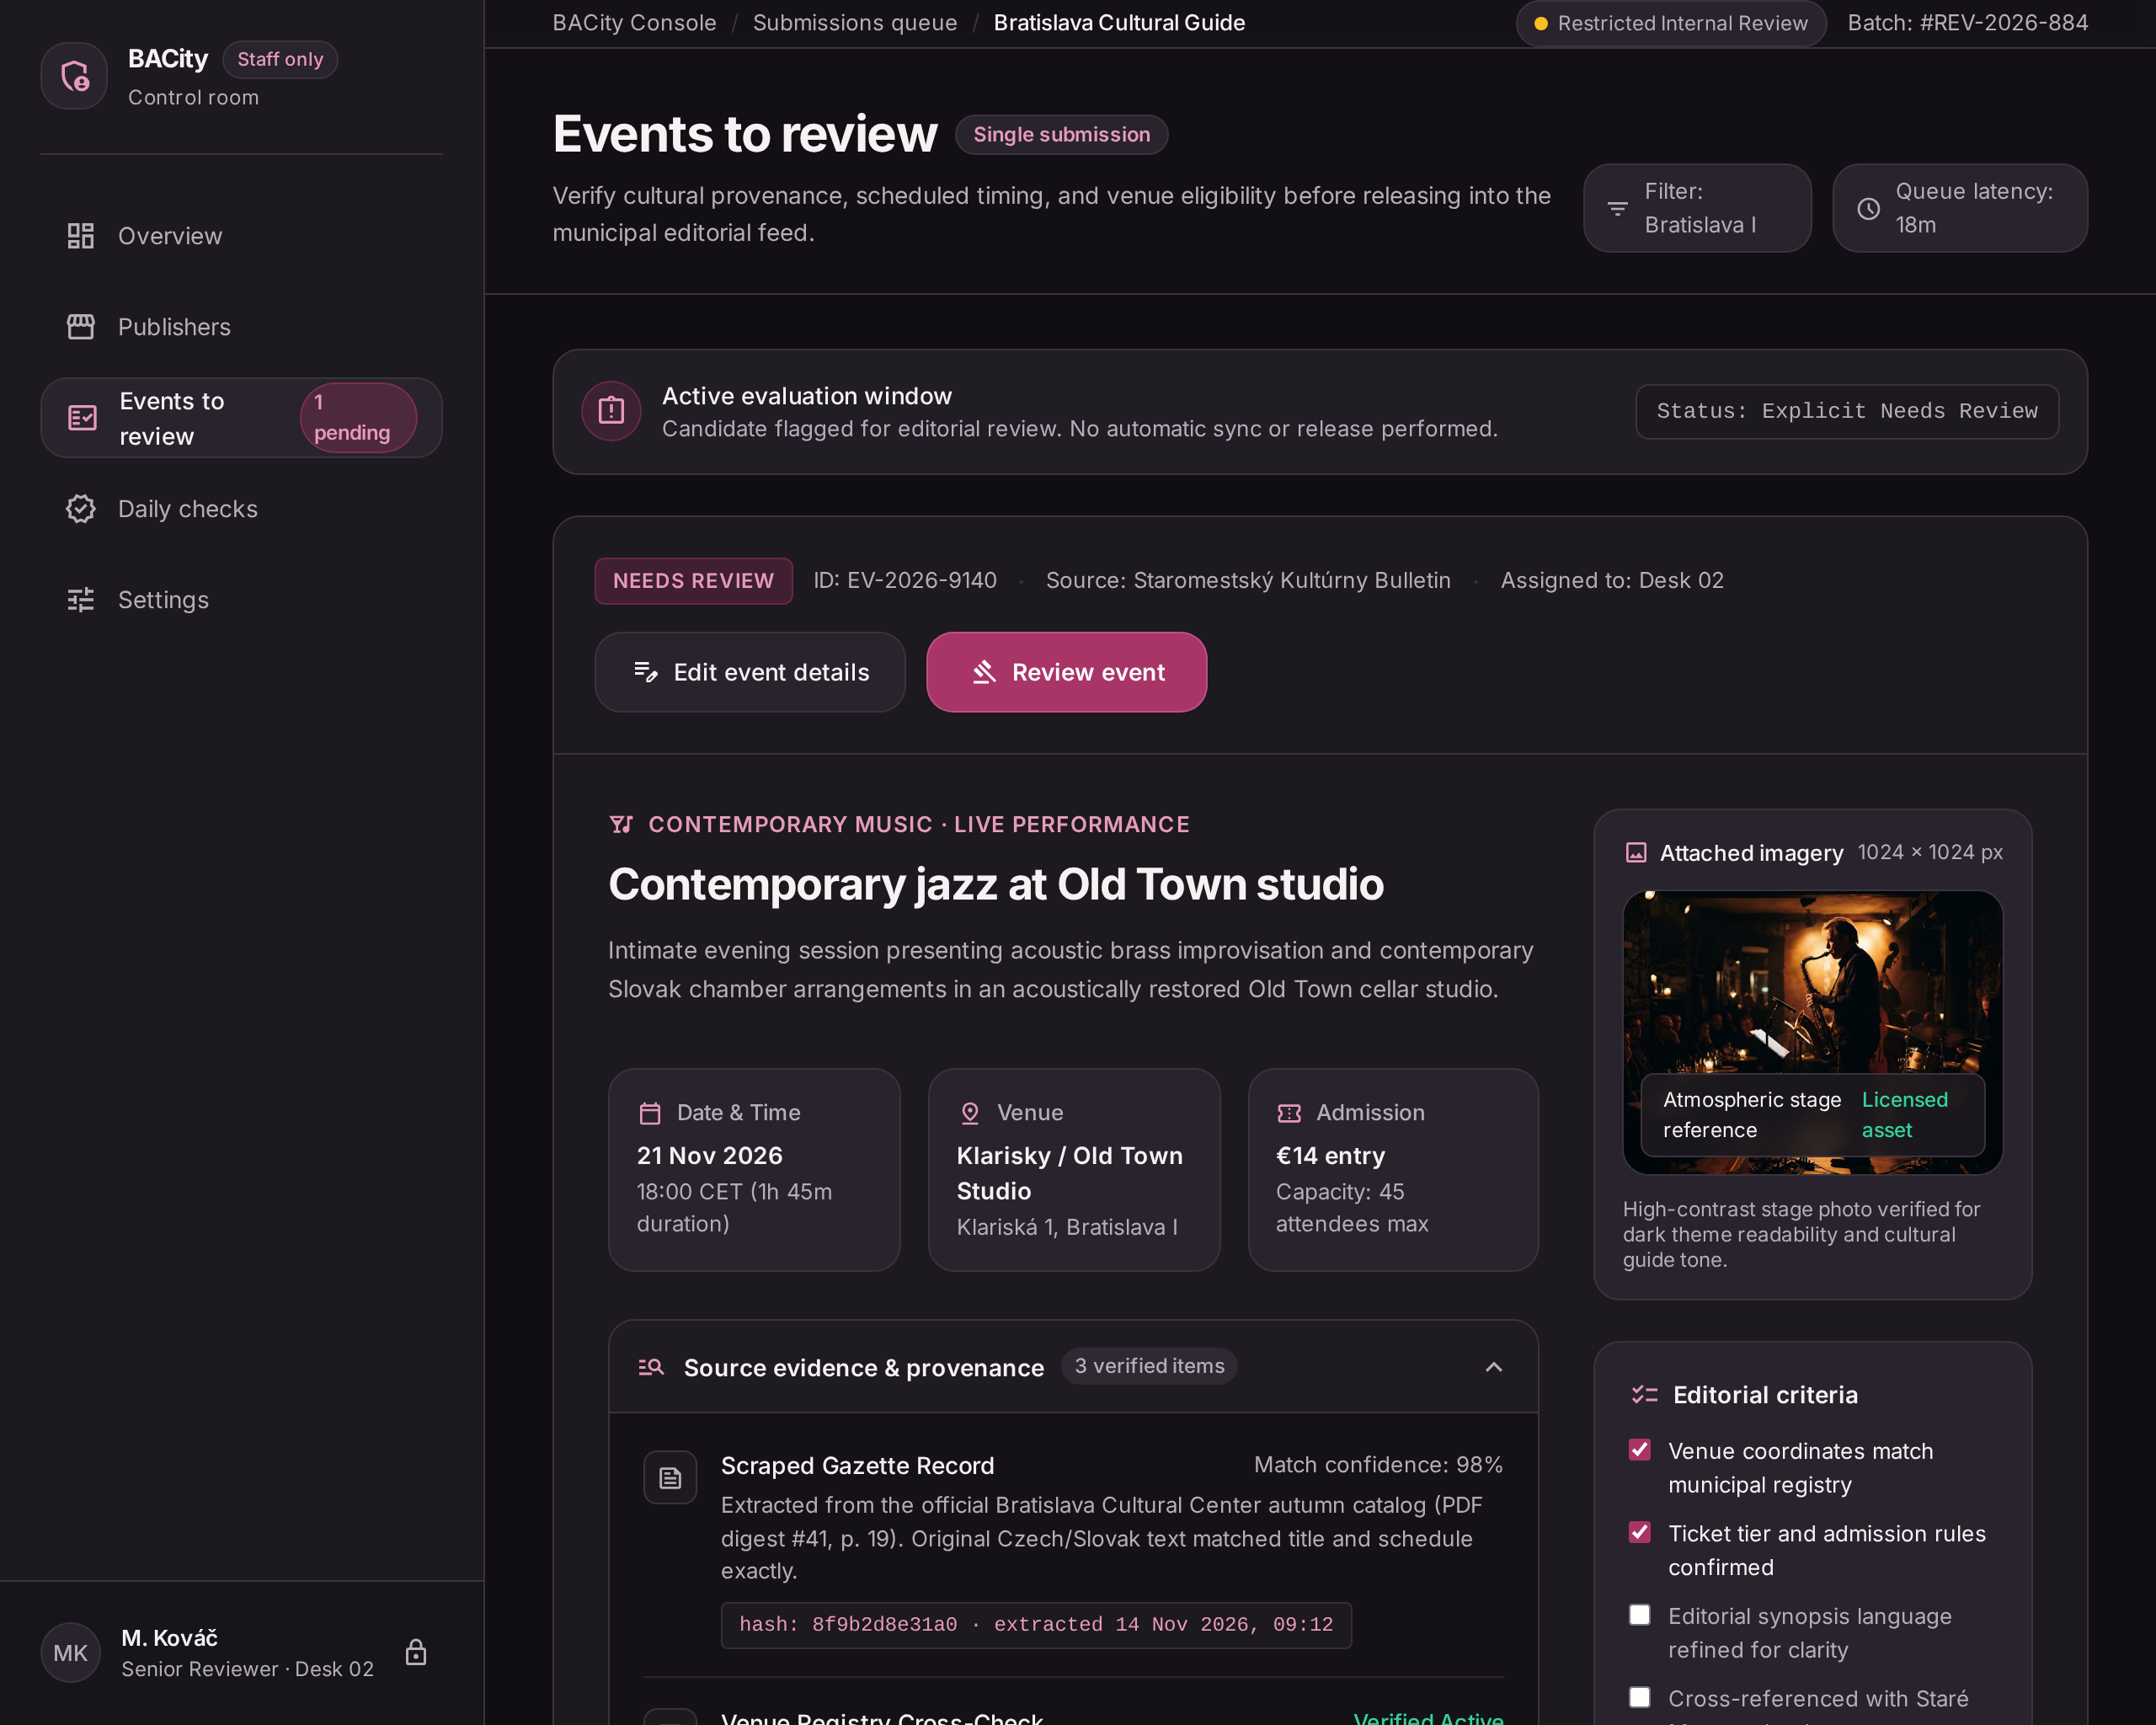 BACity
Staff only
Control room
Overview
Publishers
Events to
review
1
pending
Daily checks
Settings
MK
M. Kováč
Senior Reviewer · Desk 02
BACity Console / Submissions queue / Bratislava Cultural Guide
Restricted Internal Review
Batch: #REV-2026-884
Events to review
Single submission
Verify cultural provenance, scheduled timing, and venue eligibility before releasing into the
municipal editorial feed.
Filter:
Bratislava I
Queue latency:
18m
Active evaluation window
Candidate flagged for editorial review. No automatic sync or release performed.
Status: Explicit Needs Review
NEEDS REVIEW
ID: EV-2026-9140 · Source: Staromestský Kultúrny Bulletin · Assigned to: Desk 02
Edit event details
Review event
CONTEMPORARY MUSIC · LIVE PERFORMANCE
Contemporary jazz at Old Town studio
Intimate evening session presenting acoustic brass improvisation and contemporary
Slovak chamber arrangements in an acoustically restored Old Town cellar studio.
Date & Time
21 Nov 2026
18:00 CET (1h 45m
duration)
Venue
Klarisky / Old Town
Studio
Klariská 1, Bratislava I
Admission
€14 entry
Capacity: 45
attendees max
Source evidence & provenance
3 verified items
Scraped Gazette Record
Match confidence: 98%
Extracted from the official Bratislava Cultural Center autumn catalog (PDF
digest #41, p. 19). Original Czech/Slovak text matched title and schedule
exactly.
hash: 8f9b2d8e31a0 · extracted 14 Nov 2026, 09:12
Venue Registry Cross-Check
Verified Active
Attached imagery
1024 × 1024 px
Atmospheric stage
reference
Licensed
asset
High-contrast stage photo verified for
dark theme readability and cultural
guide tone.
Editorial criteria
Venue coordinates match
municipal registry
Ticket tier and admission rules
confirmed
Editorial synopsis language
refined for clarity
Cross-referenced with Staré